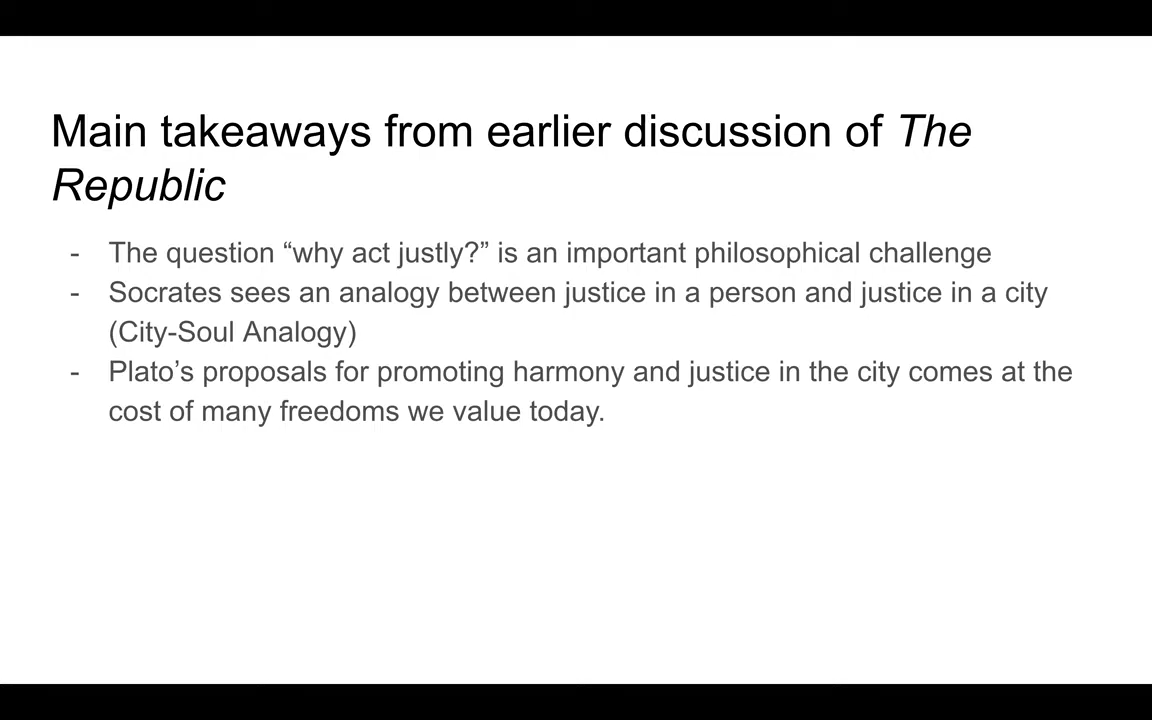 Main takeaways from earlier discussion of The
Republic
- The question “why act justly?” is an important philosophical challenge
- Socrates sees an analogy between justice in a person and justice in a city
(City-Soul Analogy)
- Plato’s proposals for promoting harmony and justice in the city comes at the
cost of many freedoms we value today.